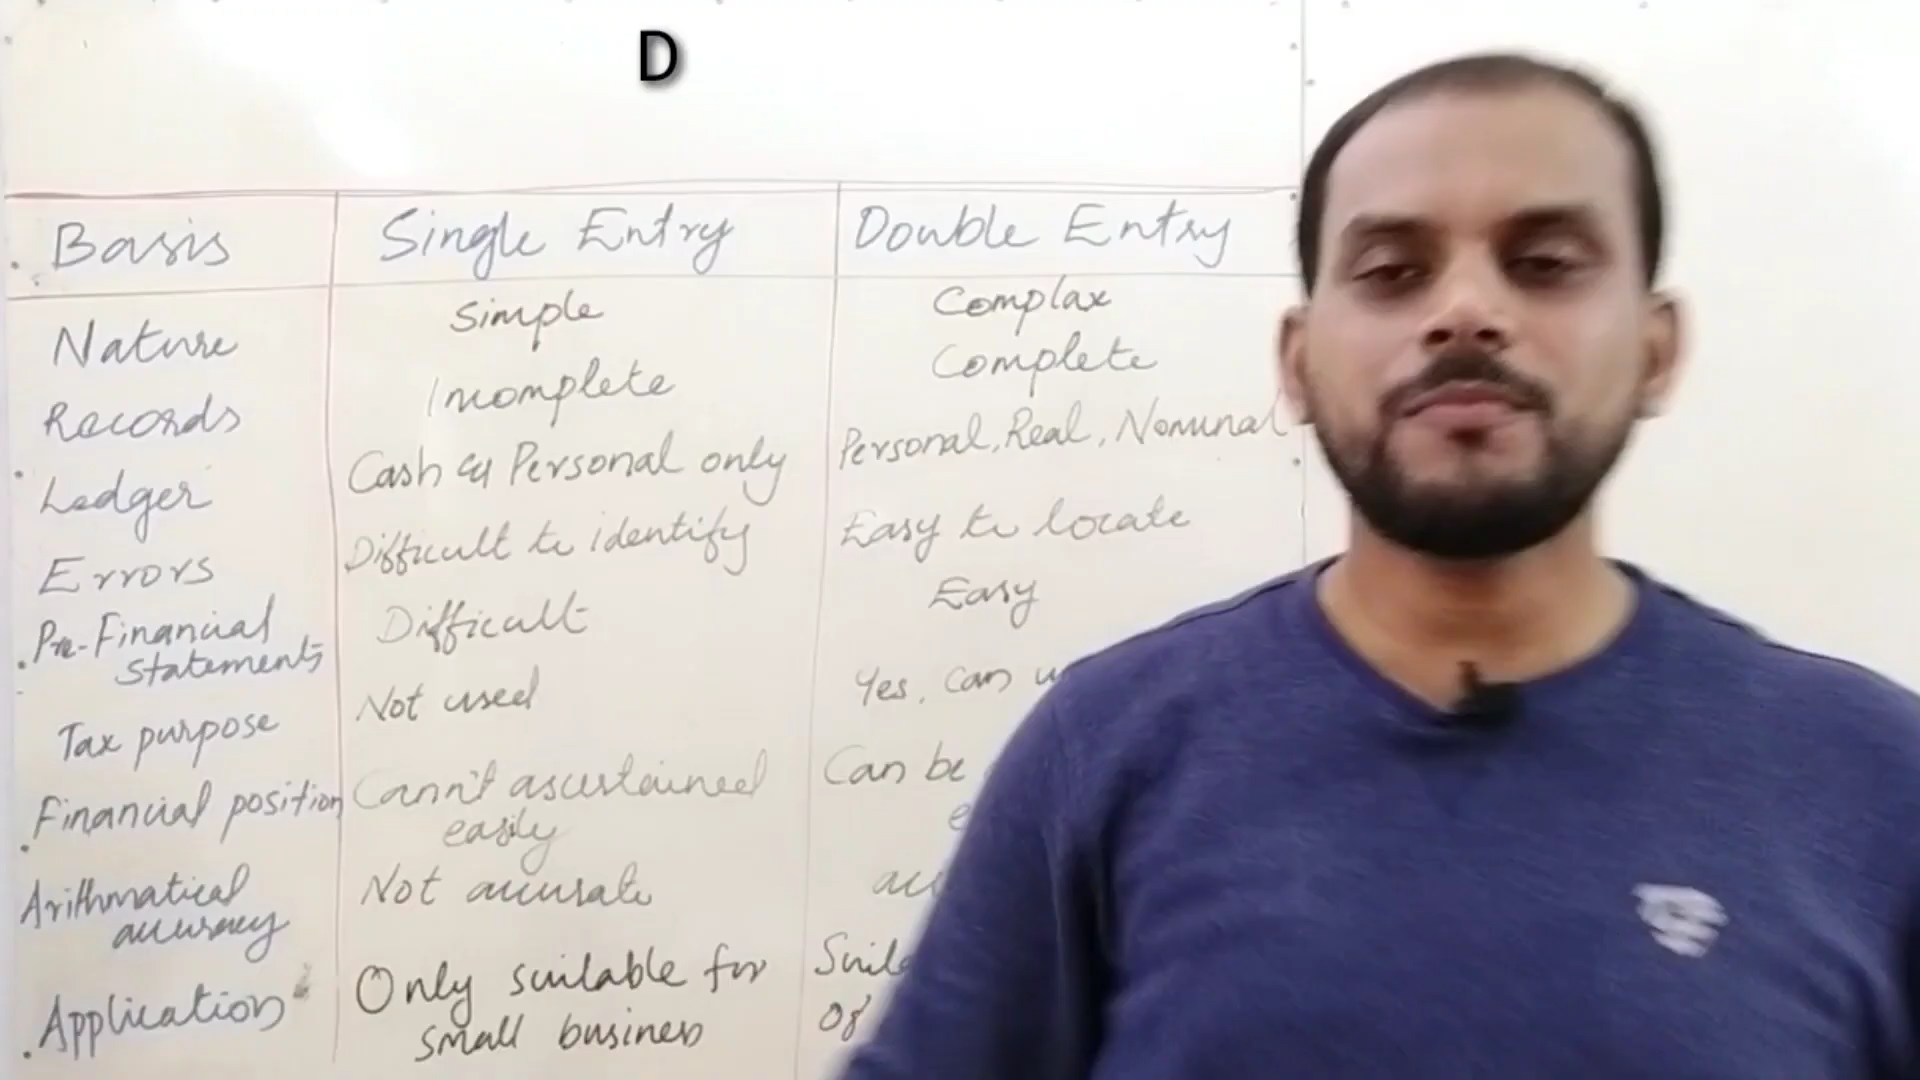 D
Basis Single Entry Double Entry
Nature Simple Complax
Records Incomplete Complete
Ledger Cash & Personal only Personal, Real, Nominal
Errors Difficult to identify Easy to locate
Pre-Financial Difficult Easy
statements
Tax purpose Not used Yes, Can
Financial position Cann't ascertained Can be
easily
Arithmatical Not accurate
accuracy
Application Only suitable for
small business